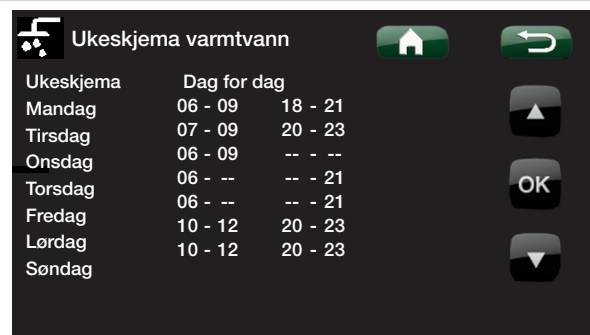 Ukeskjema varmtvann
Ukeskjema Dag for dag
Mandag 06 - 09 18 - 21
Tirsdag 07 - 09 20 - 23
Onsdag 06 - 09 -- - --
Torsdag 06 - -- -- - 21
Fredag 06 - -- -- - 21
Lørdag 10 - 12 20 - 23
Søndag 10 - 12 20 - 23
OK